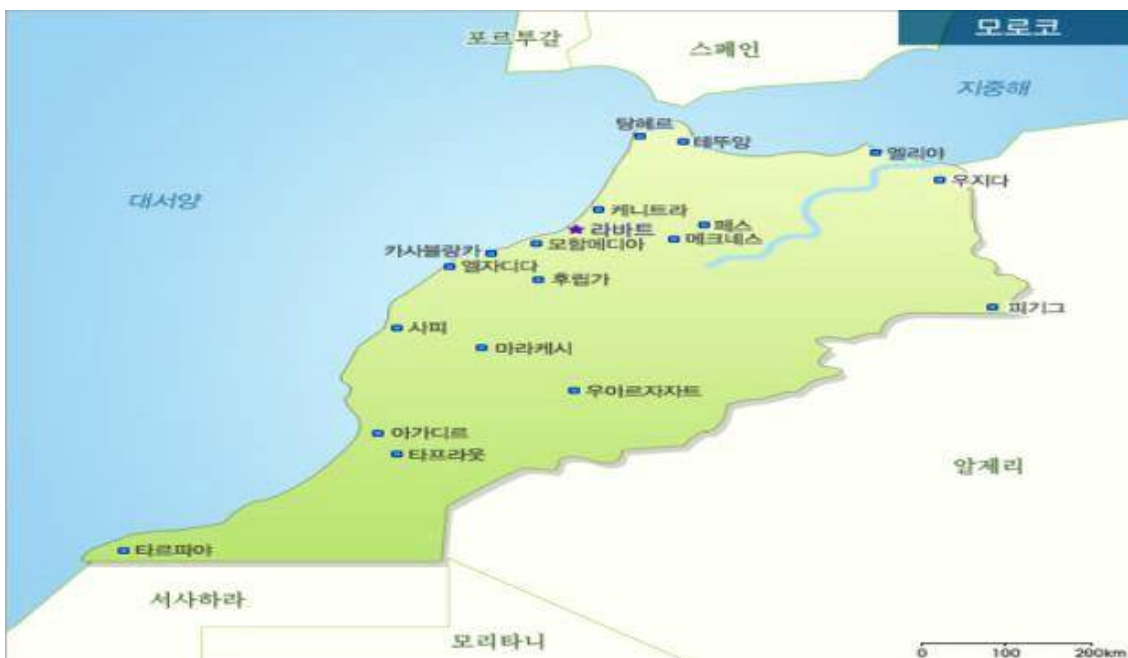 모로코
포르투갈
스페인
지중해
탕헤르
테뚜앙
멜리야
우지다
대서양
케니트라
페스
라바트
메크네스
모함메디아
카사블랑카
엘자디다
후립가
피기그
사피
마라케시
우아르자자트
아가디르
타프라웃
알제리
타르파야
서사하라
모리타니
0 100 200km